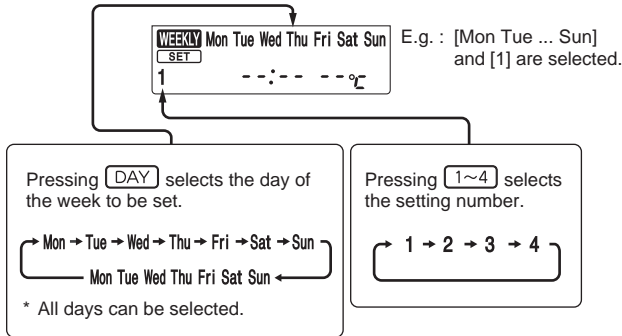 WEEKLY Mon Tue Wed Thu Fri Sat Sun
SET
1 --:-- --°C
E.g. : [Mon Tue ... Sun]
and [1] are selected.
Pressing DAY selects the day of
the week to be set.
Mon → Tue → Wed → Thu → Fri → Sat → Sun
Mon Tue Wed Thu Fri Sat Sun
* All days can be selected.
Pressing 1~4 selects
the setting number.
1 → 2 → 3 → 4